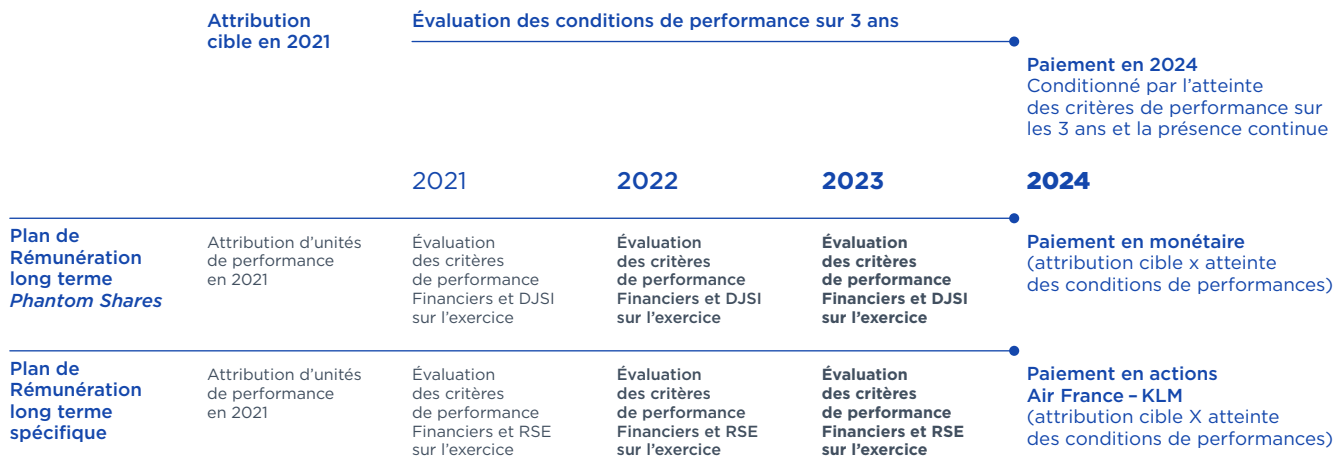 Attribution
cible en 2021
Évaluation des conditions de performance sur 3 ans
Paiement en 2024
Conditionné par l'atteinte
des critères de performance sur
les 3 ans et la présence continue
2021
2022
2023
2024
Plan de
Rémunération
long terme
Phantom Shares
Attribution d'unités
de performance
en 2021
Évaluation
des critères
de performance
Financiers et DJSI
sur l'exercice
Évaluation
des critères
de performance
Financiers et DJSI
sur l'exercice
Évaluation
des critères
de performance
Financiers et DJSI
sur l'exercice
Paiement en monétaire
(attribution cible x atteinte
des conditions de performances)
Plan de
Rémunération
long terme
spécifique
Attribution d'unités
de performance
en 2021
Évaluation
des critères
de performance
Financiers et RSE
sur l'exercice
Évaluation
des critères
de performance
Financiers et RSE
sur l'exercice
Évaluation
des critères
de performance
Financiers et RSE
sur l'exercice
Paiement en actions
Air France – KLM
(attribution cible X atteinte
des conditions de performances)